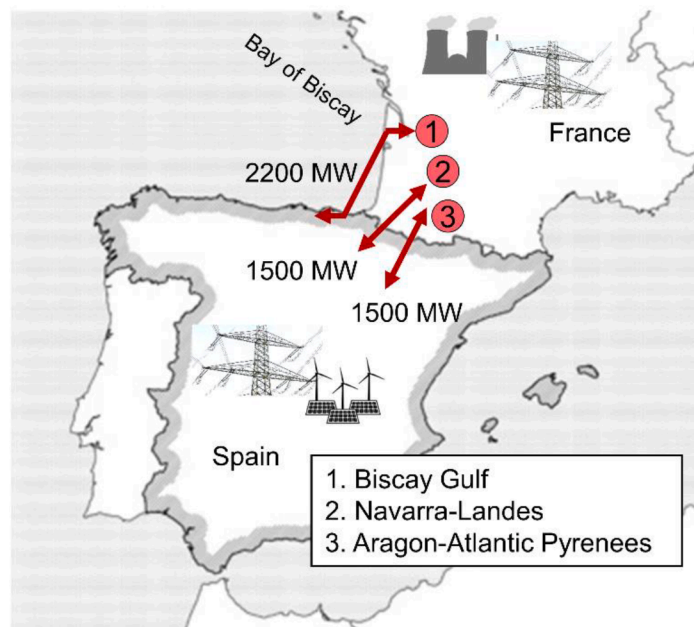 Bay of Biscay
France
1
2200 MW
2
3
1500 MW
1500 MW
Spain
1. Biscay Gulf
2. Navarra-Landes
3. Aragon-Atlantic Pyrenees